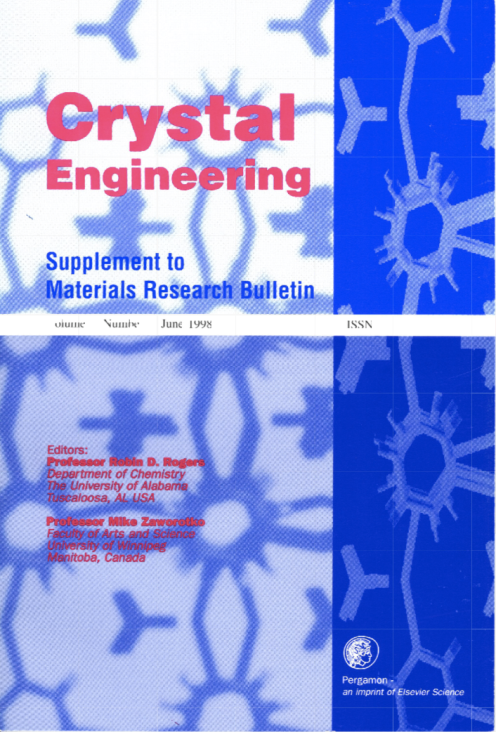 Crystal
Engineering
Supplement to
Materials Research Bulletin
June 1998 ISSN
Editors:
Professor Robin D. Rogers
Department of Chemistry
The University of Alabama
Tuscaloosa, AL USA
Professor Mike Zaworotko
Faculty of Arts and Science
University of Winnipeg
Manitoba, Canada
Pergamon -
an imprint of Elsevier Science